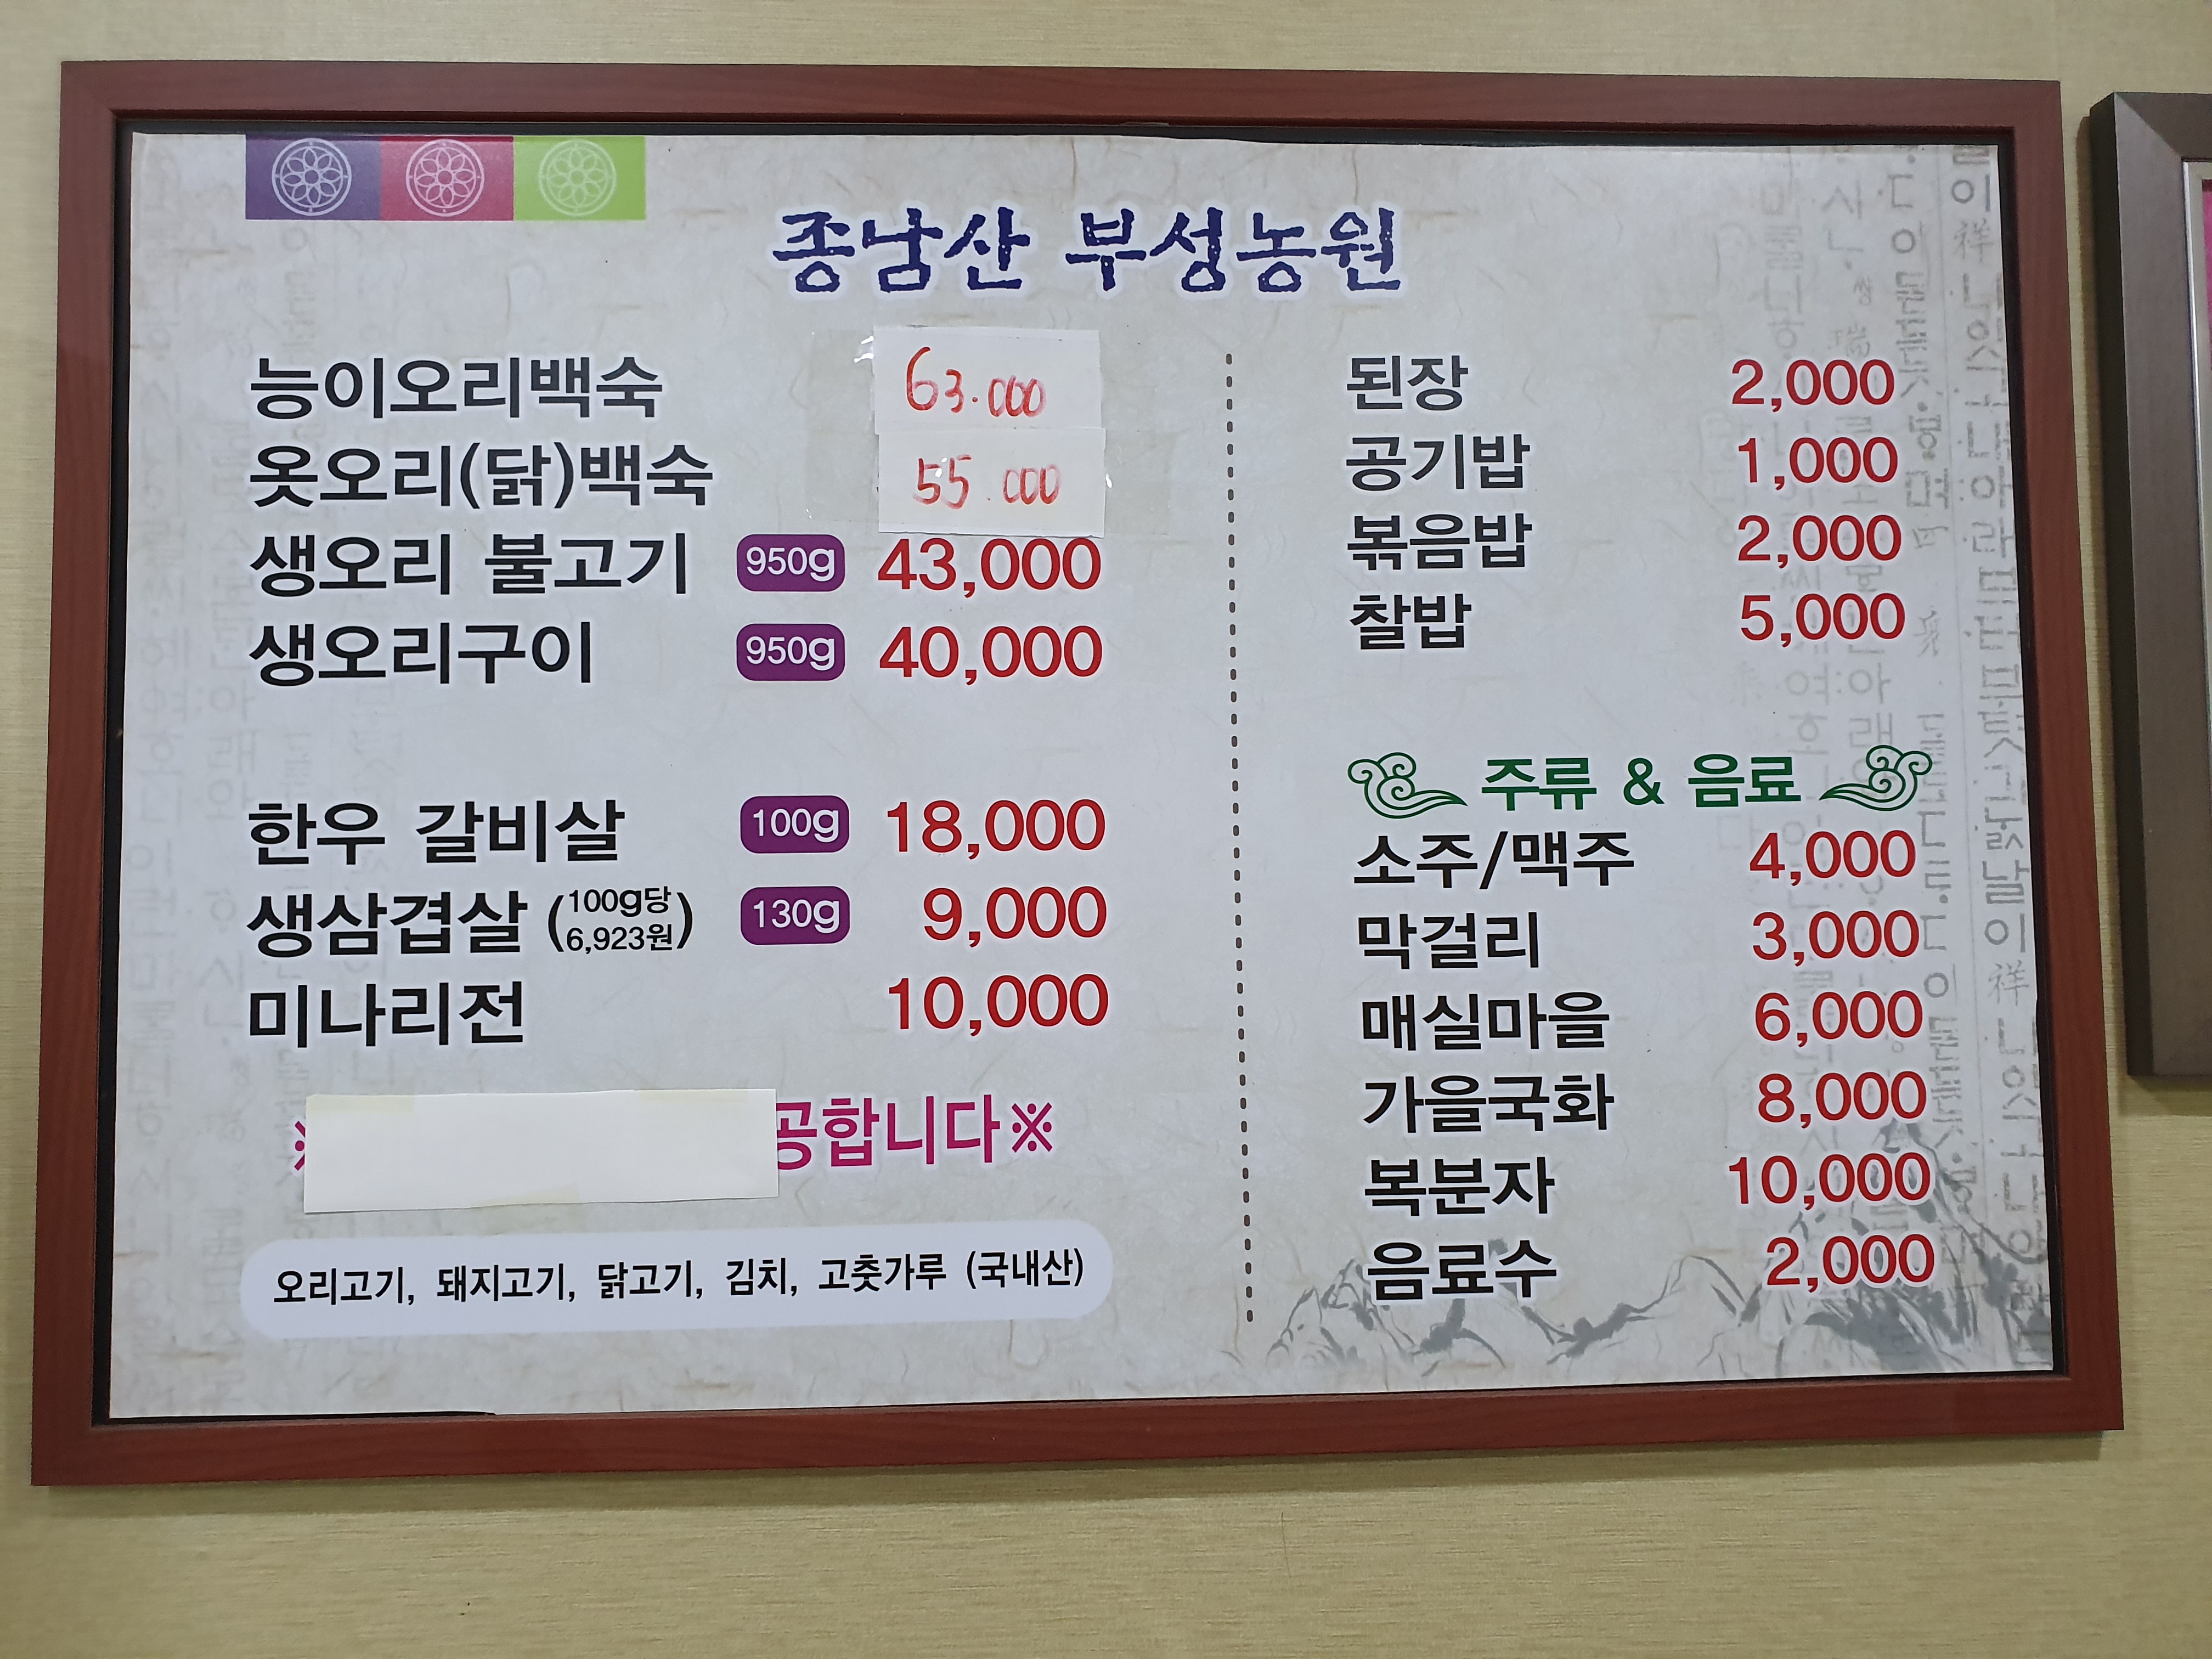 종남산 부성농원
능이오리백숙 63.000
옷오리(닭)백숙 55.000
생오리 불고기 950g 43,000
생오리구이 950g 40,000
한우 갈비살 100g 18,000
생삼겹살 (100g당 6,923원) 130g 9,000
미나리전 10,000
공합니다※
오리고기, 돼지고기, 닭고기, 김치, 고춧가루 (국내산)
된장 2,000
공기밥 1,000
볶음밥 2,000
찰밥 5,000
주류 & 음료
소주/맥주 4,000
막걸리 3,000
매실마을 6,000
가을국화 8,000
복분자 10,000
음료수 2,000